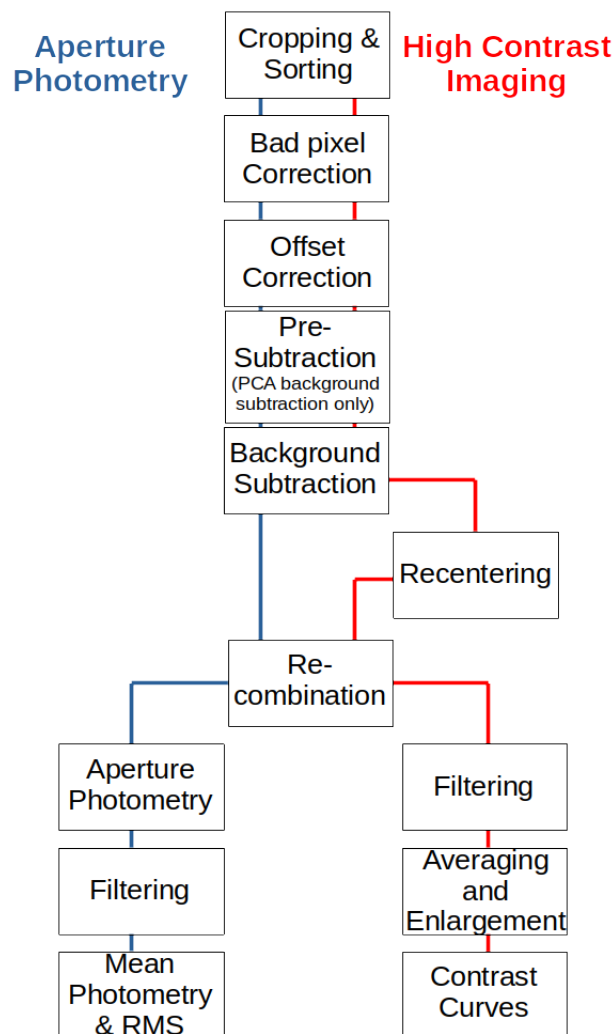 Aperture
Photometry
Cropping &
Sorting
High Contrast
Imaging
Bad pixel
Correction
Offset
Correction
Pre-
Subtraction
(PCA background
subtraction only)
Background
Subtraction
Recentering
Re-
combination
Aperture
Photometry
Filtering
Filtering
Averaging
and
Enlargement
Mean
Photometry
& RMS
Contrast
Curves